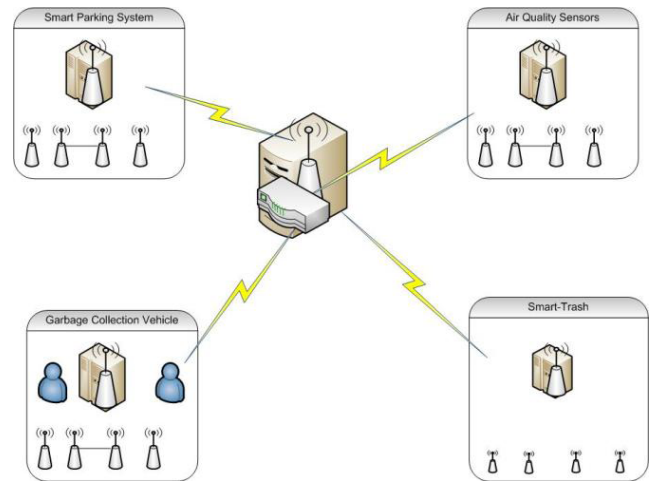 Smart Parking System
Air Quality Sensors
Garbage Collection Vehicle
Smart-Trash